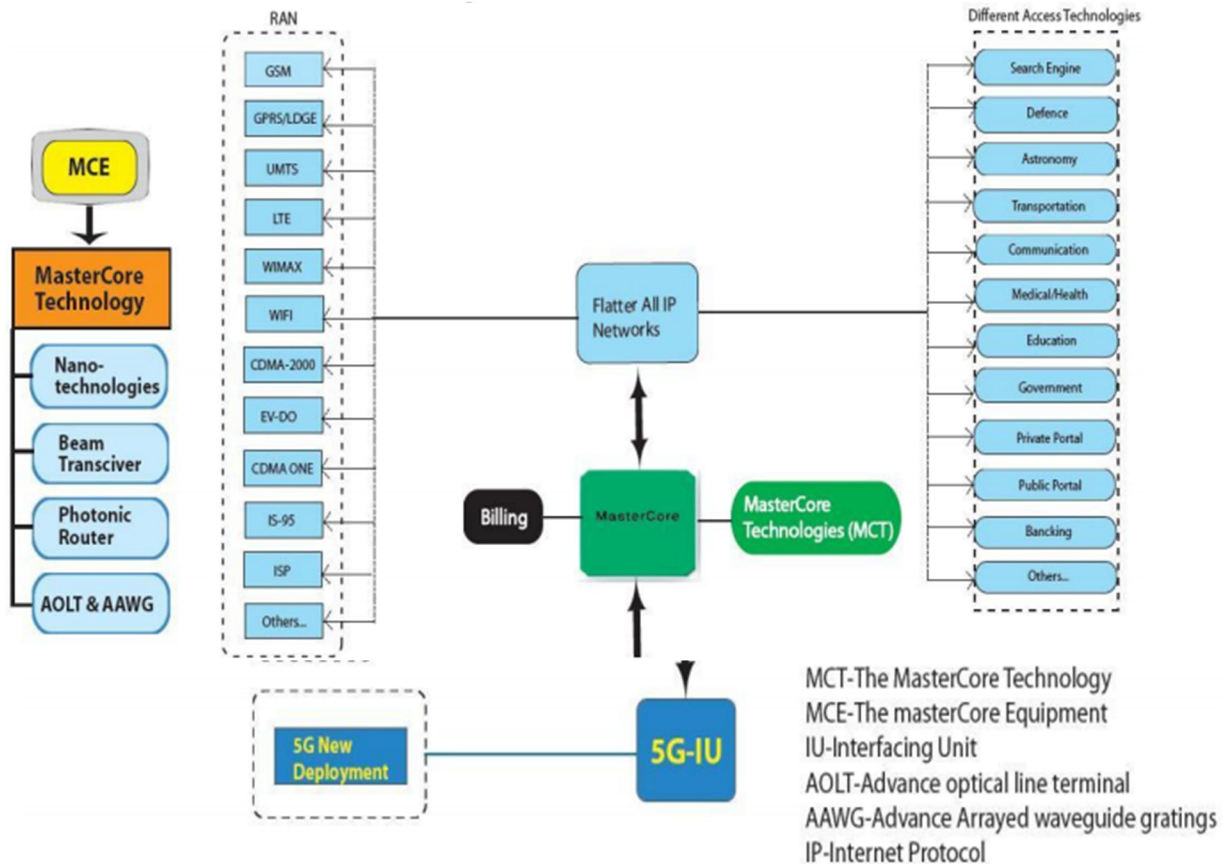 RAN
GSM
GPRS/LDGE
UMTS
LTE
WIMAX
WIFI
CDMA-2000
EV-DO
CDMA ONE
IS-95
ISP
Others...
MCE
MasterCore
Technology
Nano-
technologies
Beam
Transciver
Photonic
Router
AOLT & AAWG
Flatter All IP
Networks
Billing
MasterCore
MasterCore
Technologies (MCT)
5G New
Deployment
5G-IU
Different Access Technologies
Search Engine
Defence
Astronomy
Transportation
Communication
Medical/Health
Education
Government
Private Portal
Public Portal
Bancking
Others...
MCT-The MasterCore Technology
MCE-The masterCore Equipment
IU-Interfacing Unit
AOLT-Advance optical line terminal
AAWG-Advance Arrayed waveguide gratings
IP-Internet Protocol